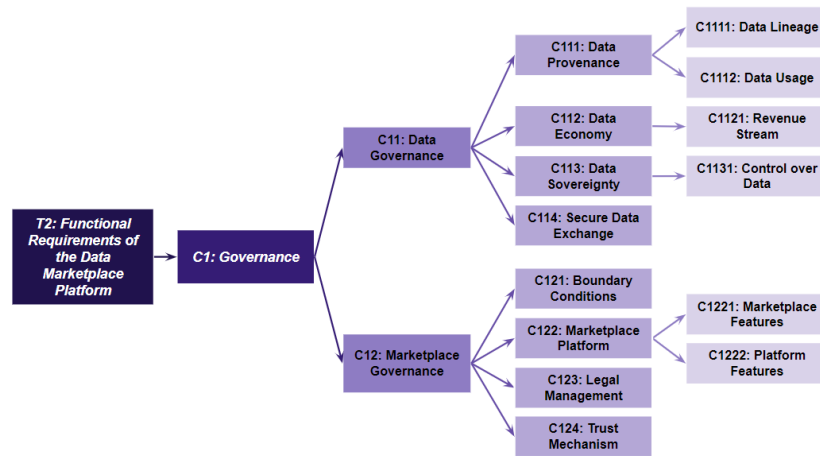 T2: Functional
Requirements of
the Data
Marketplace
Platform
C1: Governance
C11: Data
Governance
C111: Data
Provenance
C1111: Data Lineage
C1112: Data Usage
C112: Data
Economy
C1121: Revenue
Stream
C113: Data
Sovereignty
C1131: Control over
Data
C114: Secure Data
Exchange
C12: Marketplace
Governance
C121: Boundary
Conditions
C122: Marketplace
Platform
C1221: Marketplace
Features
C1222: Platform
Features
C123: Legal
Management
C124: Trust
Mechanism